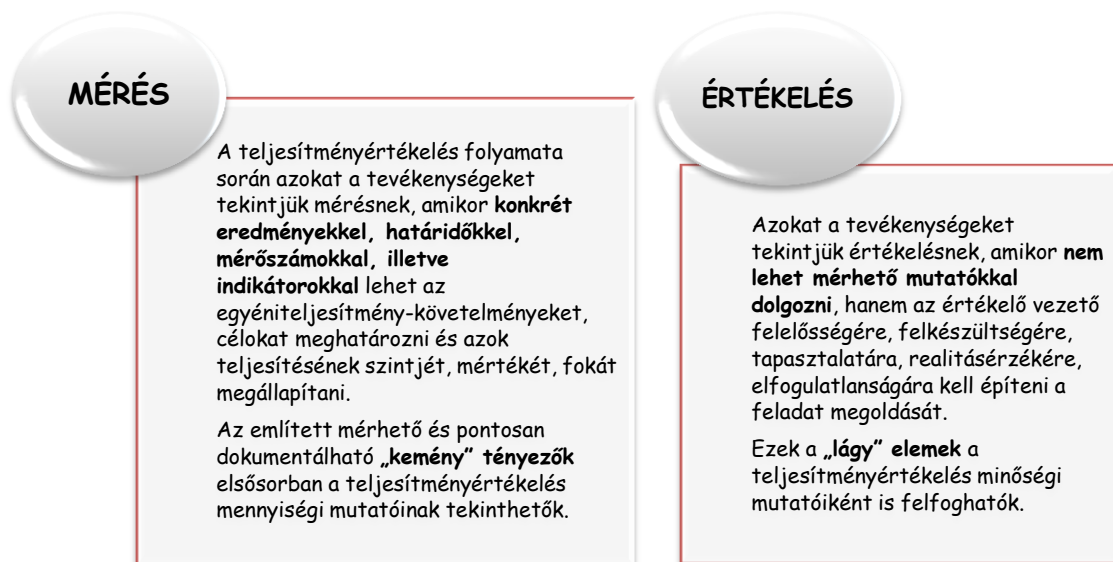 MÉRÉS
A teljesítményértékelés folyamata
során azokat a tevékenységeket
tekintjük mérésnek, amikor konkrét
eredményekkel, határidőkkel,
mérőszámokkal, illetve
indikátorokkal lehet az
egyéniteljesítmény-követelményeket,
célokat meghatározni és azok
teljesítésének szintjét, mértékét, fokát
megállapítani.
Az említett mérhető és pontosan
dokumentálható „kemény” tényezők
elsősorban a teljesítményértékelés
mennyiségi mutatóinak tekinthetők.
ÉRTÉKELÉS
Azokat a tevékenységeket
tekintjük értékelésnek, amikor nem
lehet mérhető mutatókkal
dolgozni, hanem az értékelő vezető
felelősségére, felkészültségére,
tapasztalatára, realitásérzékére,
elfogulatlanságára kell építeni a
feladat megoldását.
Ezek a „lágy” elemek a
teljesítményértékelés minőségi
mutatóiként is felfoghatók.